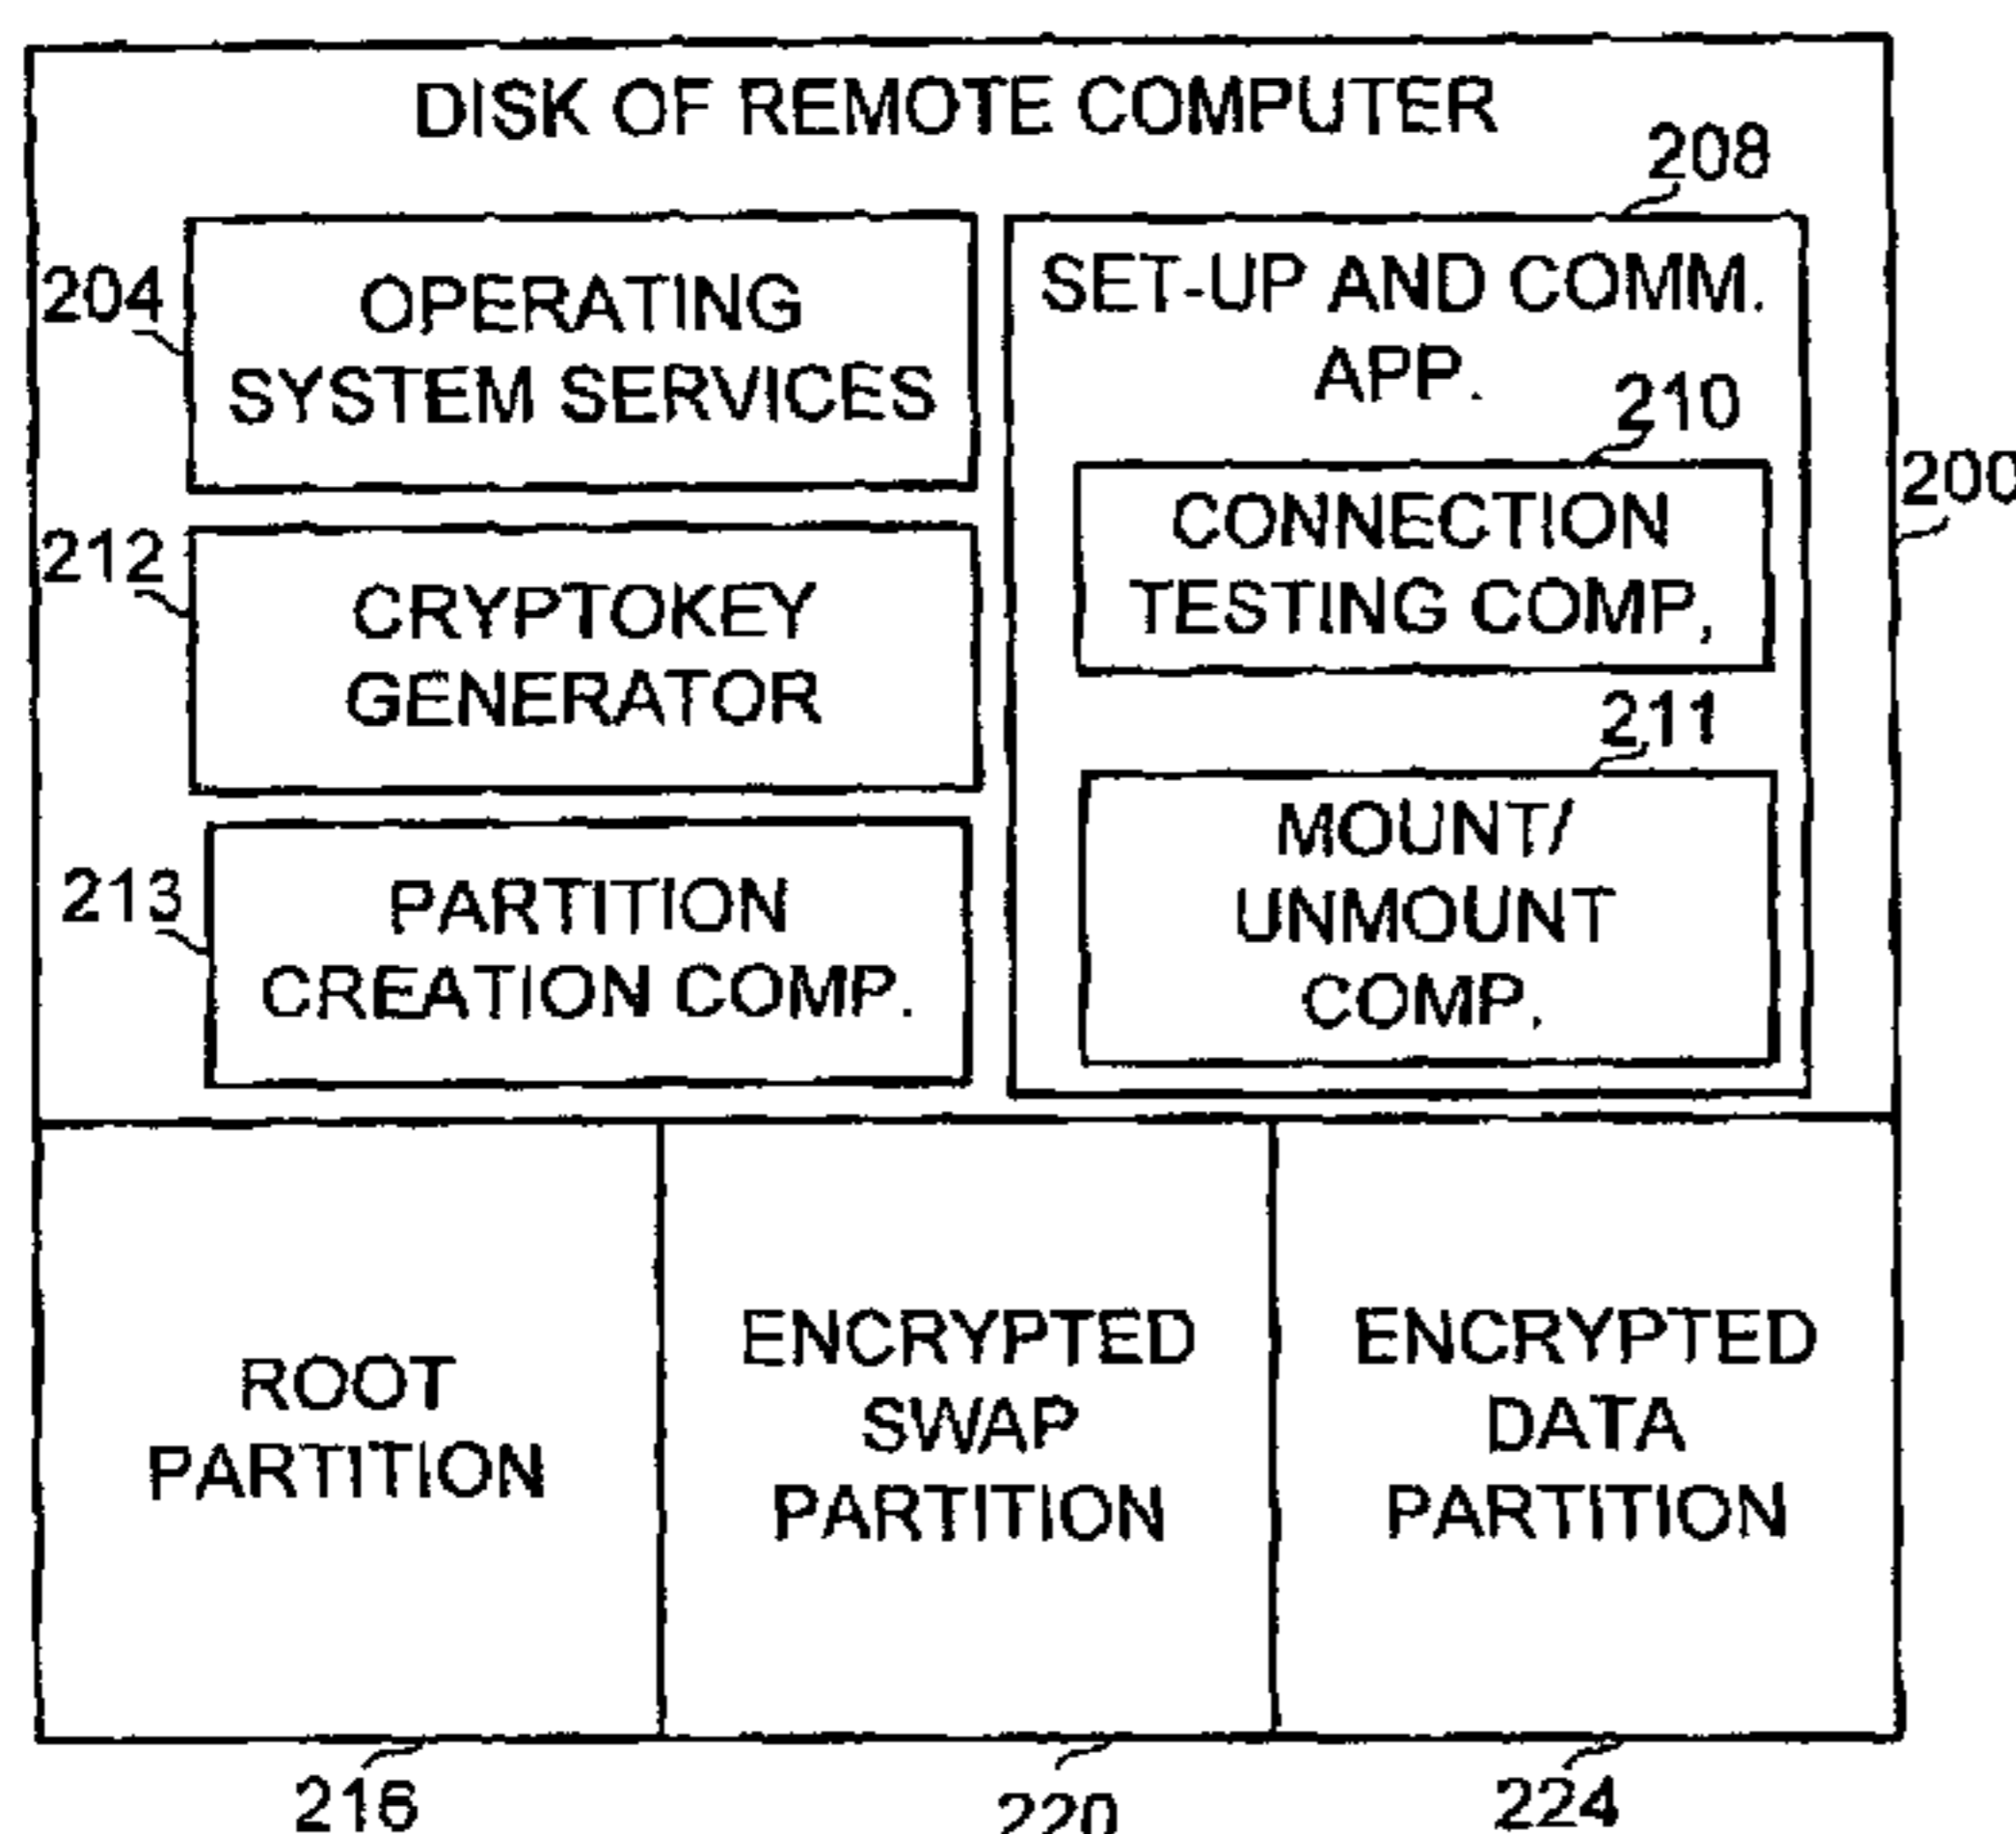 DISK OF REMOTE COMPUTER
208
204
OPERATING
SYSTEM SERVICES
SET-UP AND COMM.
APP.
210
200
CONNECTION
TESTING COMP,
212
CRYPTOKEY
GENERATOR
211
MOUNT/
UNMOUNT
COMP.
213
PARTITION
CREATION COMP.
ROOT
PARTITION
ENCRYPTED
SWAP
PARTITION
ENCRYPTED
DATA
PARTITION
216
220
224